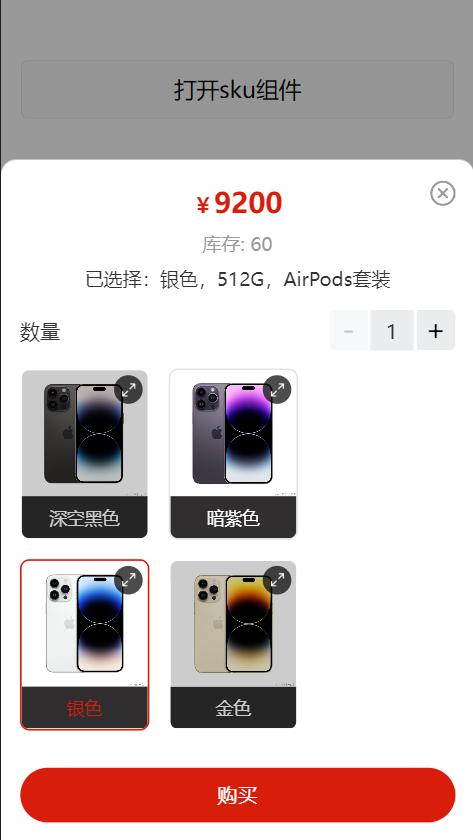 打开sku组件
¥9200
库存: 60
已选择：银色，512G，AirPods套装
数量
- 1 +
深空黑色
暗紫色
银色
金色
购买